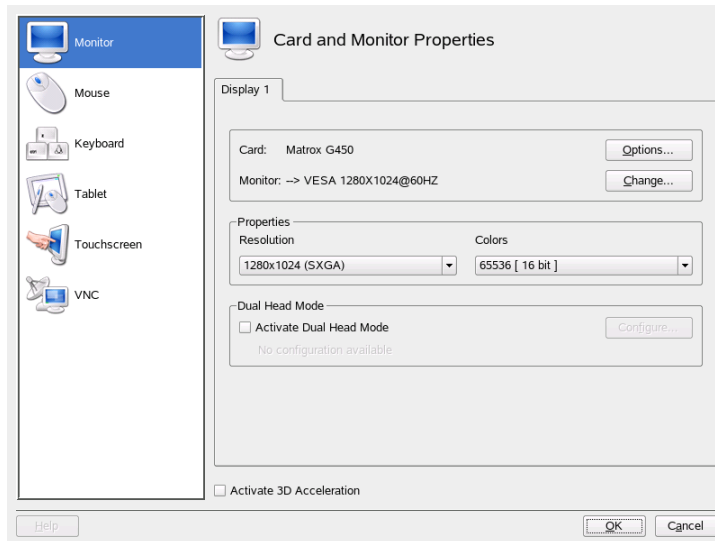 Monitor
Mouse
Keyboard
Tablet
Touchscreen
VNC
Card and Monitor Properties
Display 1
Card: Matrox G450
Options...
Monitor: --> VESA 1280X1024@60HZ
Change...
Properties
Resolution Colors
1280x1024 (SXGA) 65536 [ 16 bit ]
Dual Head Mode
Activate Dual Head Mode
Configure...
No configuration available
Activate 3D Acceleration
Help
OK
Cancel